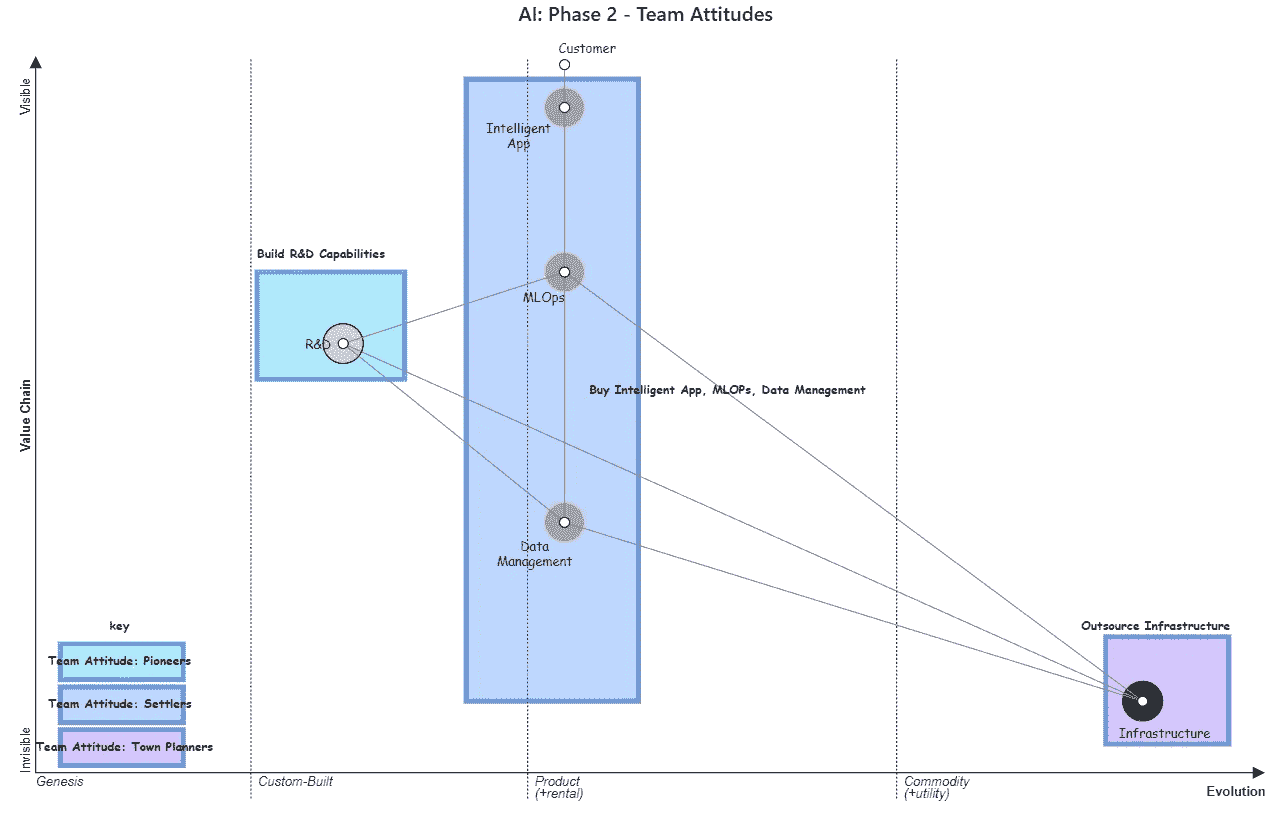 AI: Phase 2 - Team Attitudes
Customer
Visible
Intelligent
App
Build R&D Capabilities
MLOps
R&D
Value Chain
Buy Inteliigent App, MLOPs, Data Management
Data
Management
key
Outsource Infrastructure
Team Attitude: Pioneers
Team Attitude: Settlers
Infrastructure
Team Attitude: Town Planners
Invisible
Genesis
Custom-Built
Product
(+rental)
Commodity
(+utility)
Evolution